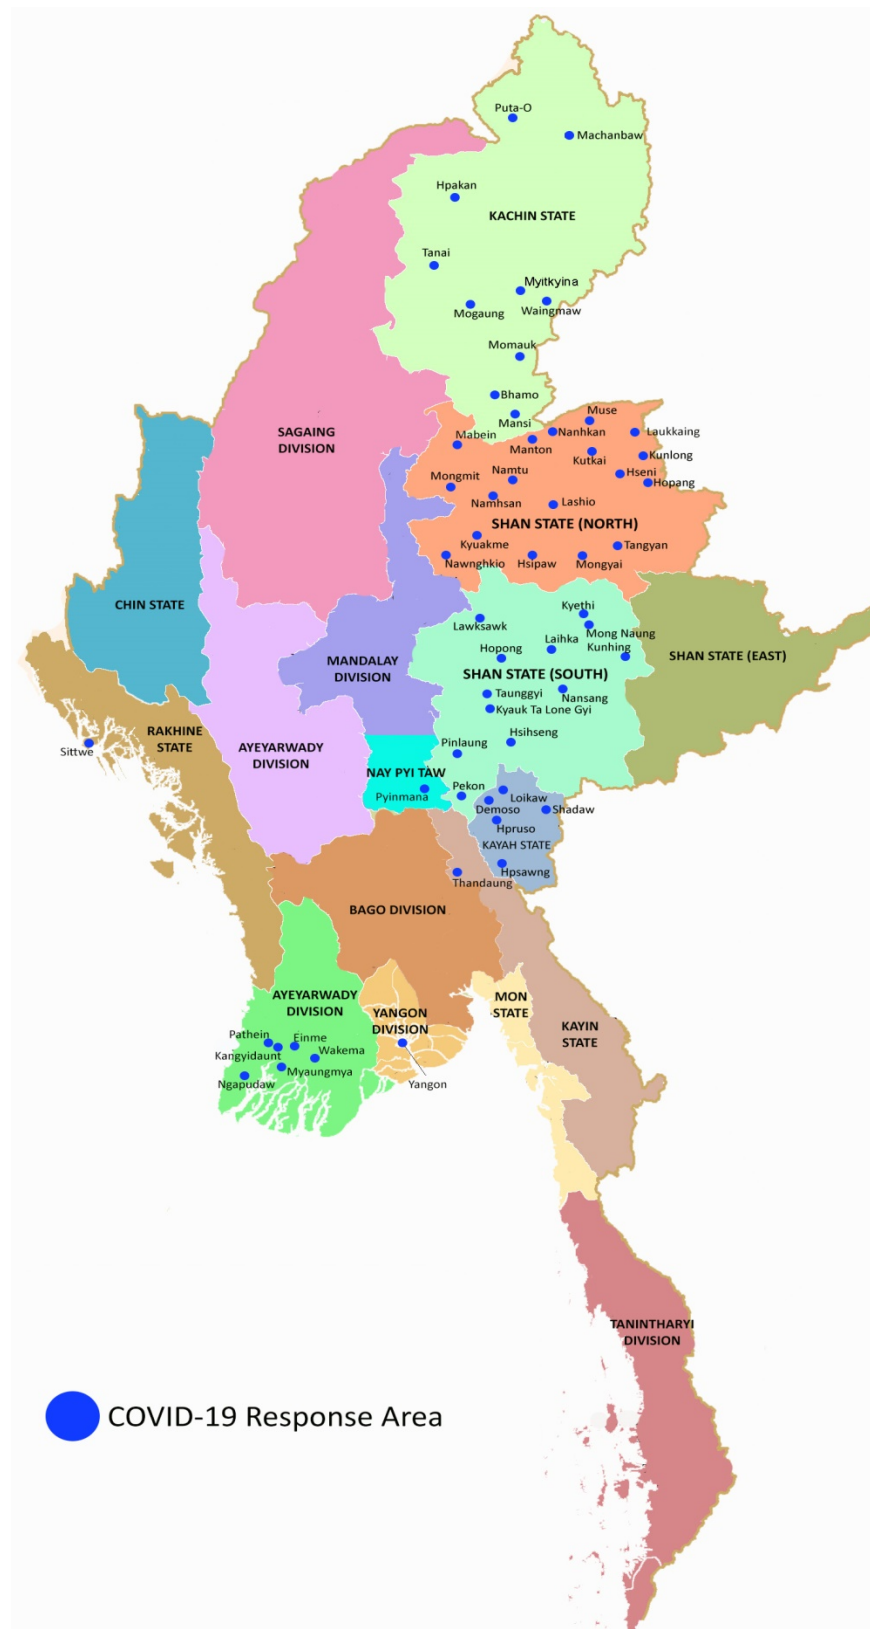 Puta-O
Machanbaw
Hpakan
KACHIN STATE
Tanai
Myitkyina
Mogaung
Waingmaw
Momauk
Bhamo
Mansi
Muse
SAGAING
DIVISION
Mabein
Manton
Nanhkan
Laukkaing
Kutkai
Kunlong
Mongmit
Namtu
Hseni
Hopang
Namhsan
Lashio
SHAN STATE (NORTH)
Kyuakme
Tangyan
Nawnghkio
Hsipaw
Mongyai
CHIN STATE
Kyethi
Lawksawk
Mong Naung
Laihka
Kunhing
Hopong
MANDALAY
DIVISION
SHAN STATE (EAST)
SHAN STATE (SOUTH)
Taunggyi
Nansang
Kyauk Ta Lone Gyi
RAKHINE
STATE
Sittwe
AYEYARWADY
DIVISION
Pinlaung
Hsihseng
NAY PYI TAW
Pyinmana
Pekon
Loikaw
Demoso
Shadaw
Hpruso
KAYAH STATE
Hpsawng
Thandaung
BAGO DIVISION
AYEYARWADY
DIVISION
YANGON
DIVISION
MON
STATE
KAYIN
STATE
Pathein
Einme
Kangyidaunt
Wakema
Myaungmya
Ngapudaw
Yangon
TANINTHARYI
DIVISION
COVID-19 Response Area